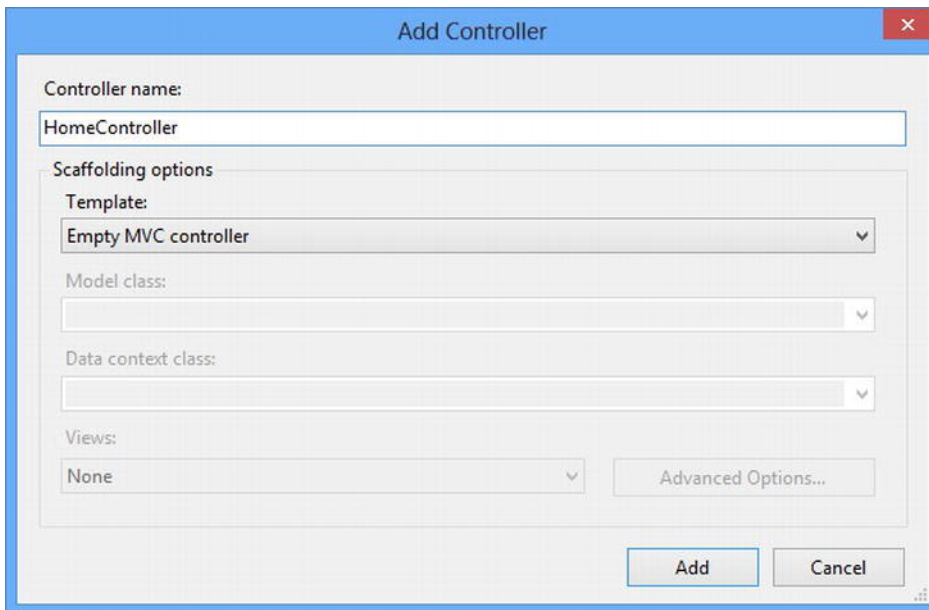 Add Controller
Controller name:
HomeController
Scaffolding options
Template:
Empty MVC controller
Model class:
Data context class:
Views:
None
Advanced Options...
Add
Cancel